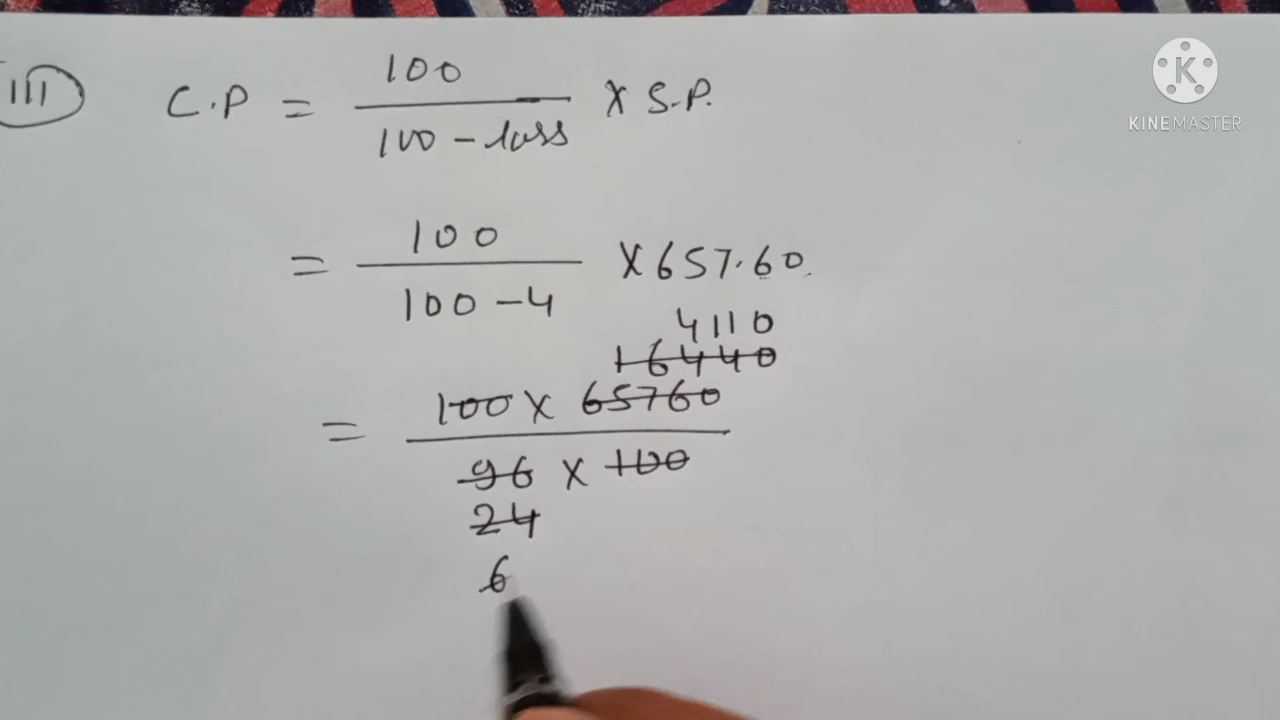 III) C.P = 100 / 100 - loss × S.P.
= 100 / 100 - 4 × 657.60
4110
16440
= 100 × 65760 / 96 × 100
24
6
KINEMASTER